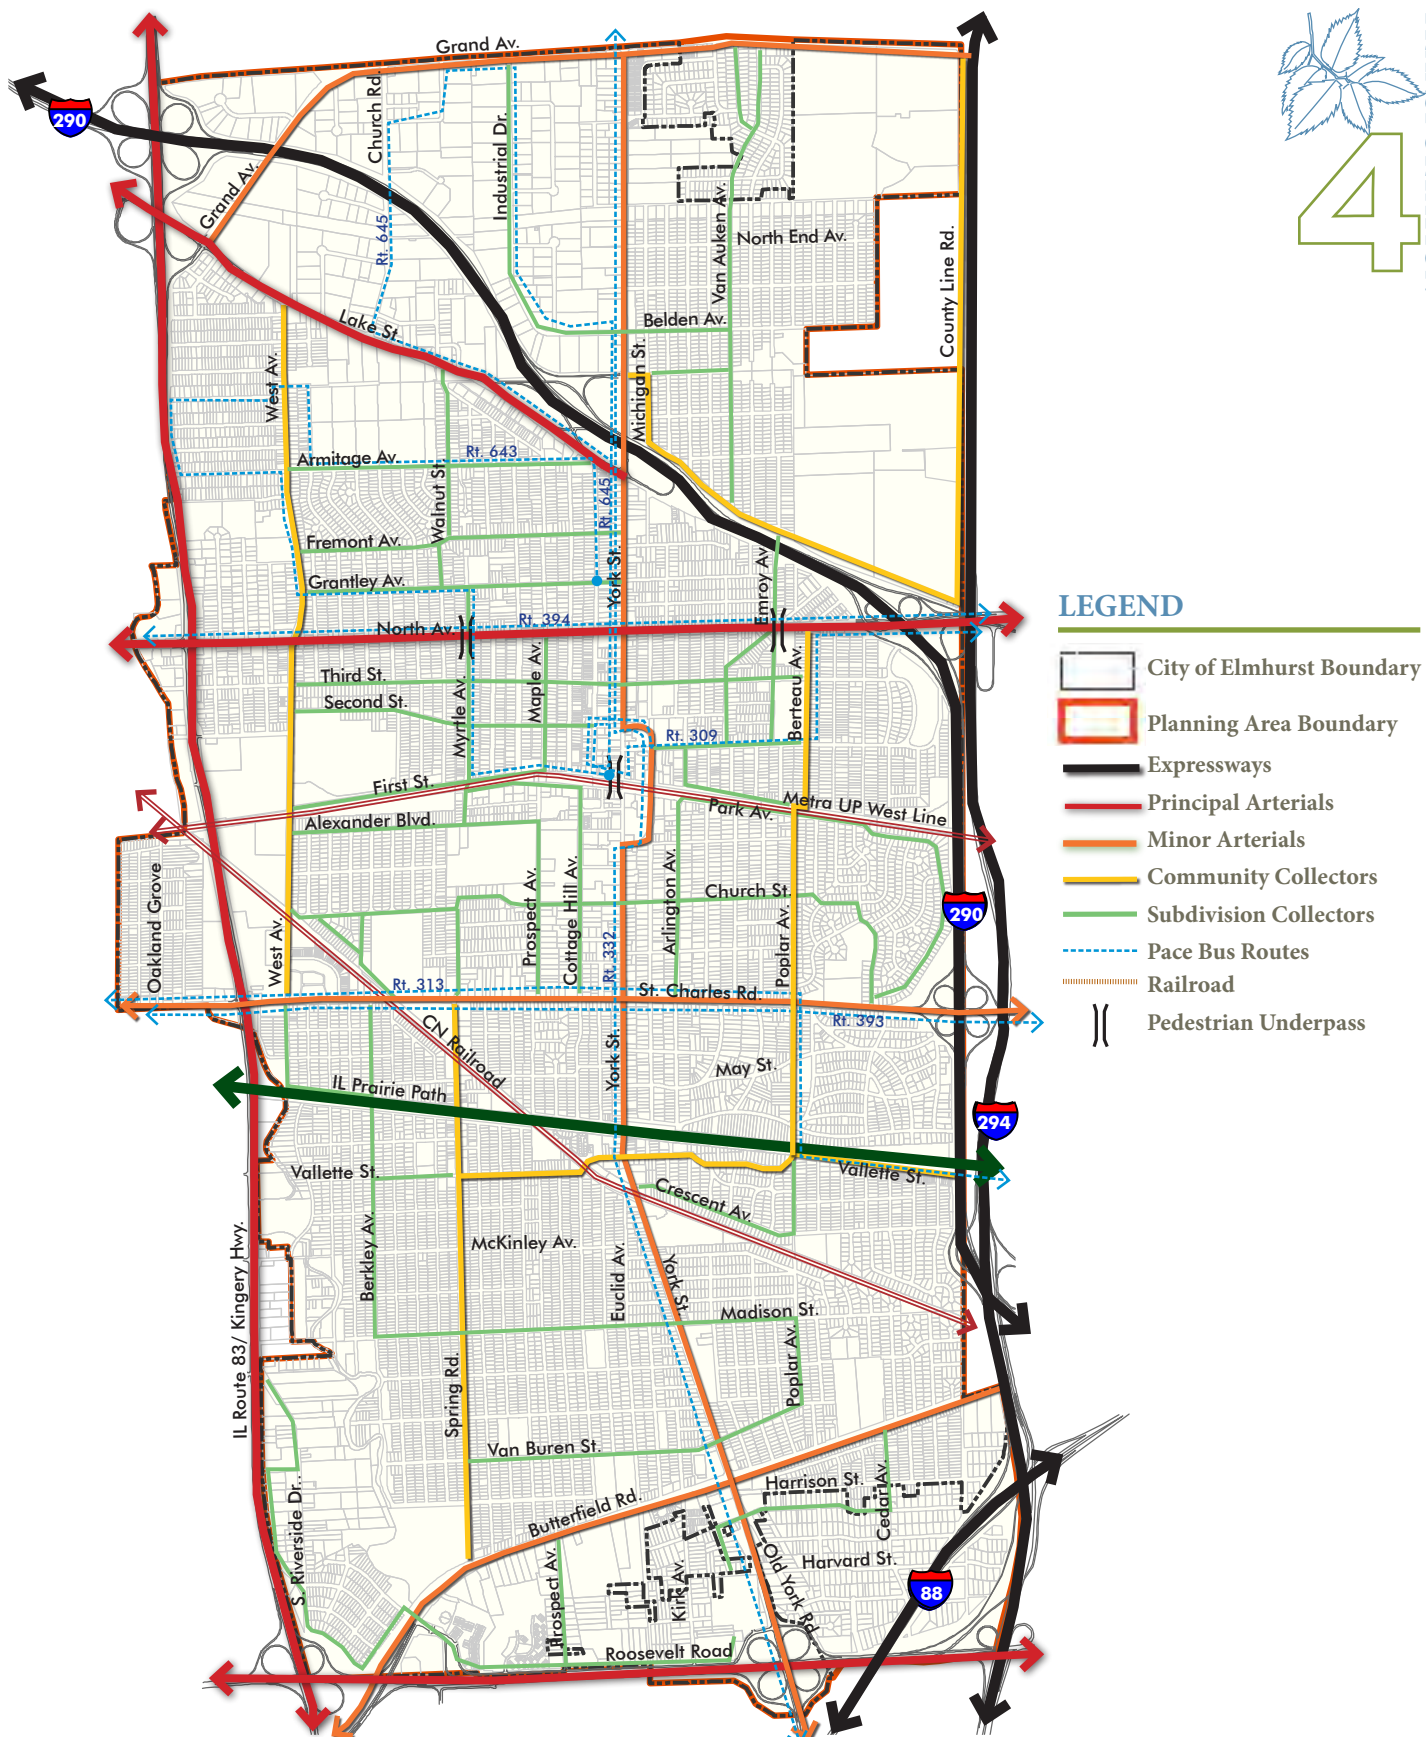 Grand Av.
290
Church Rd.
Industrial Dr.
Grand Av.
Rt. 645
Van Auken Av.
North End Av.
County Line Rd.
4
Lake St.
Belden Av.
West Av.
Michigan St.
Armitage Av.
Rt. 643
Walnut St.
Rt. 645
Fremont Av.
York St.
Emroy Av.
Grantley Av.
North Av.
Rt. 394
Third St.
Second St.
Myrtle Av.
Maple Av.
Berteau Av.
Rt. 309
First St.
Park Av.
Metra UP West Line
Alexander Blvd.
Oakland Grove
Prospect Av.
Cottage Hill Av.
Arlington Av.
Church St.
Poplar Av.
290
West Av.
Rt. 332
Rt. 313
St. Charles Rd.
Rt. 393
CN Railroad
York St.
May St.
IL Prairie Path
294
Vallette St.
Vallette St.
Crescent Av.
Berkley Av.
McKinley Av.
Euclid Av.
York St.
IL Route 83/ Kingery Hwy.
Madison St.
Poplar Av.
Spring Rd.
Van Buren St.
S. Riverside Dr..
Butterfield Rd.
Harrison St.
Cedar Av.
Harvard St.
Prospect Av.
Kirk Av.
Old York Rd
88
Roosevelt Road
LEGEND
City of Elmhurst Boundary
Planning Area Boundary
Expressways
Principal Arterials
Minor Arterials
Community Collectors
Subdivision Collectors
Pace Bus Routes
Railroad
Pedestrian Underpass